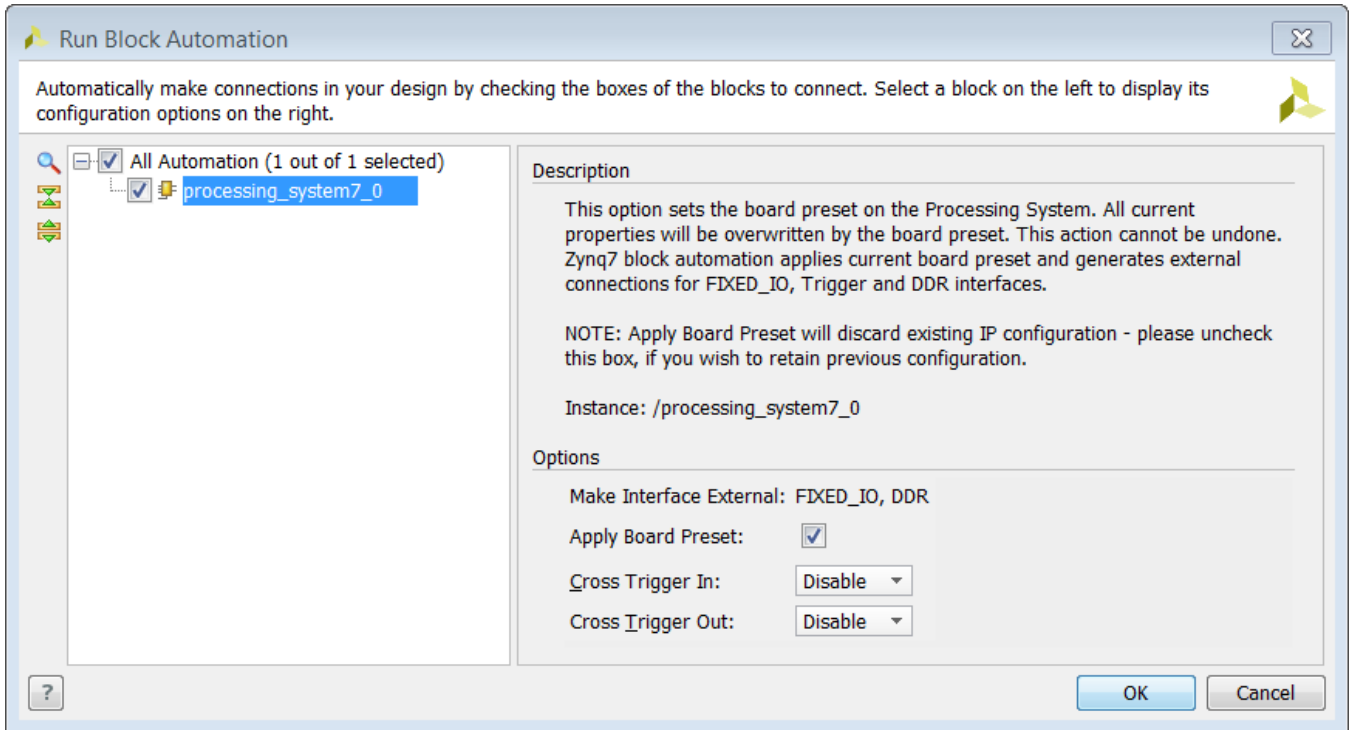 Run Block Automation
Automatically make connections in your design by checking the boxes of the blocks to connect. Select a block on the left to display its
configuration options on the right.
All Automation (1 out of 1 selected)
processing_system7_0
Description
This option sets the board preset on the Processing System. All current
properties will be overwritten by the board preset. This action cannot be undone.
Zynq7 block automation applies current board preset and generates external
connections for FIXED_IO, Trigger and DDR interfaces.
NOTE: Apply Board Preset will discard existing IP configuration - please uncheck
this box, if you wish to retain previous configuration.
Instance: /processing_system7_0
Options
Make Interface External: FIXED_IO, DDR
Apply Board Preset:
Cross Trigger In: Disable
Cross Trigger Out: Disable
?
OK Cancel